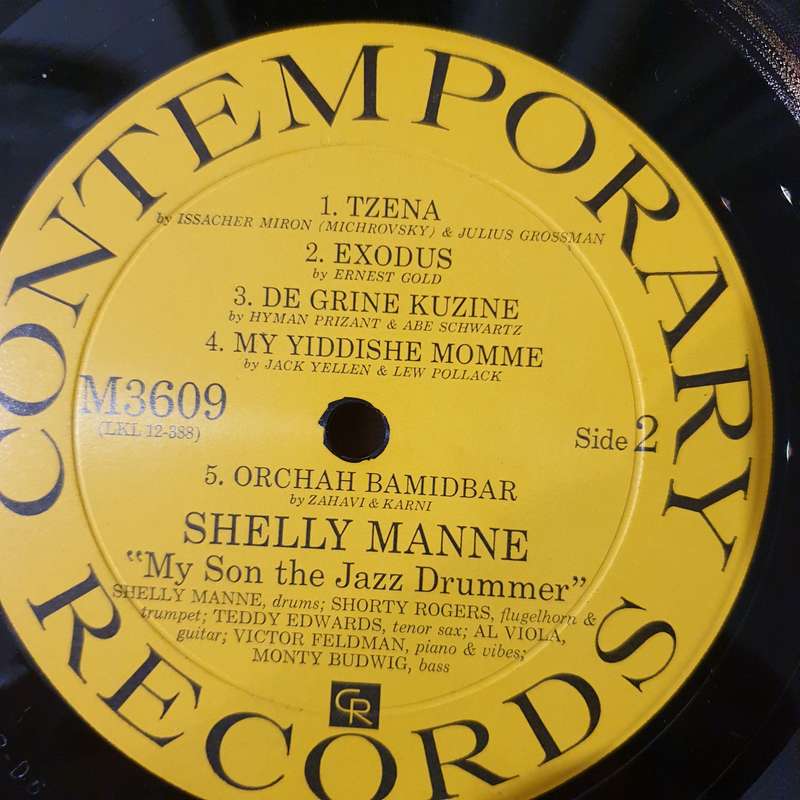 CONTEMPORARY
RECORDS
1. TZENA
by ISSACHER MIRON (MICHROVSKY) & JULIUS GROSSMAN
2. EXODUS
by ERNEST GOLD
3. DE GRINE KUZINE
by HYMAN PRIZANT & ABE SCHWARTZ
4. MY YIDDISHE MOMME
by JACK YELLEN & LEW POLLACK
M3609
(LKL 12-388)
Side 2
5. ORCHAH BAMIDBAR
by ZAHAVI & KARNI
SHELLY MANNE
"My Son the Jazz Drummer"
SHELLY MANNE, drums; SHORTY ROGERS, flugelhorn &
trumpet; TEDDY EDWARDS, tenor sax; AL VIOLA,
guitar; VICTOR FELDMAN, piano & vibes;
MONTY BUDWIG, bass
CR